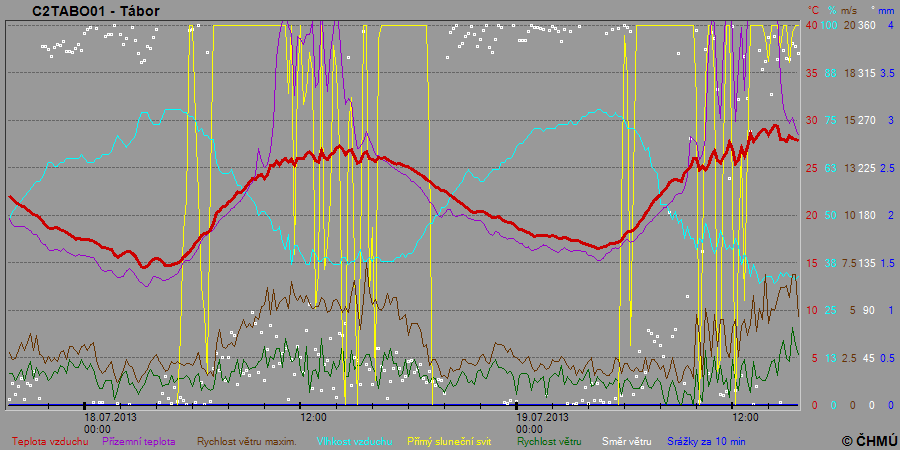 C2TABO01 - Tábor
°C % m/s ° mm
40 100 20 360 4
35 88 18 315 3.5
30 75 15 270 3
25 63 13 225 2.5
20 50 10 180 2
15 38 7.5 135 1.5
10 25 5 90 1
5 13 2.5 45 0.5
0 0 0 0 0
18.07.2013 12:00 19.07.2013 12:00
00:00 00:00
Teplota vzduchu Přízemní teplota Rychlost větru maxim. Vlhkost vzduchu Přímý sluneční svit Rychlost větru Směr větru Srážky za 10 min © ČHMÚ